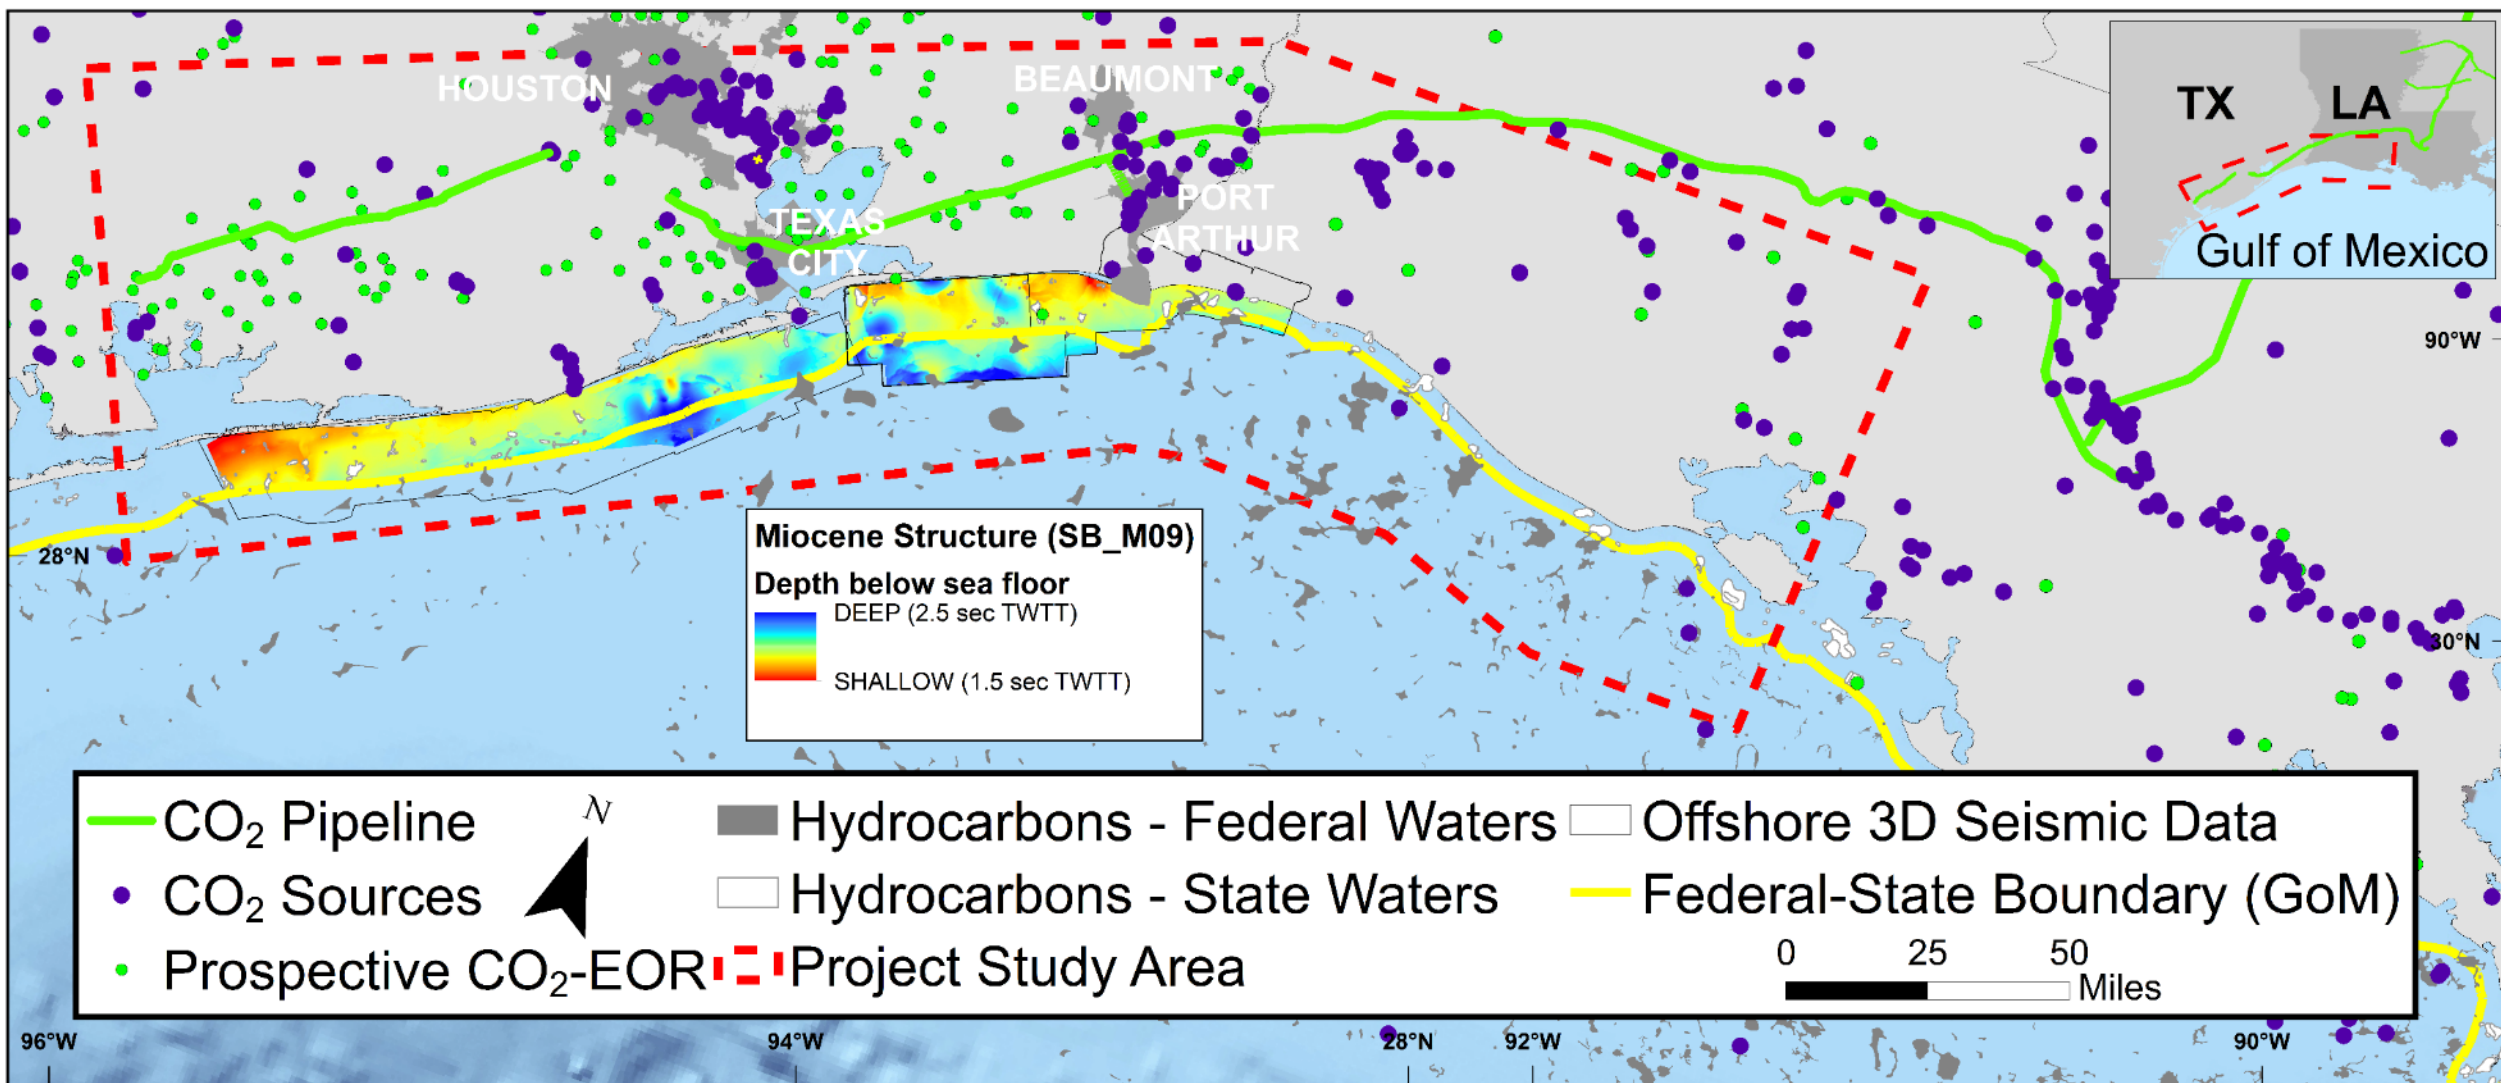 HOUSTON
BEAUMONT
TX
LA
PORT
ARTHUR
TEXAS
CITY
Gulf of Mexico
90°W
28°N
Miocene Structure (SB_M09)
Depth below sea floor
DEEP (2.5 sec TWTT)
SHALLOW (1.5 sec TWTT)
30°N
N
CO₂ Pipeline
Hydrocarbons - Federal Waters
Offshore 3D Seismic Data
CO₂ Sources
Hydrocarbons - State Waters
Federal-State Boundary (GoM)
Prospective CO₂-EOR
Project Study Area
0 25 50
Miles
96°W
94°W
28°N
92°W
90°W